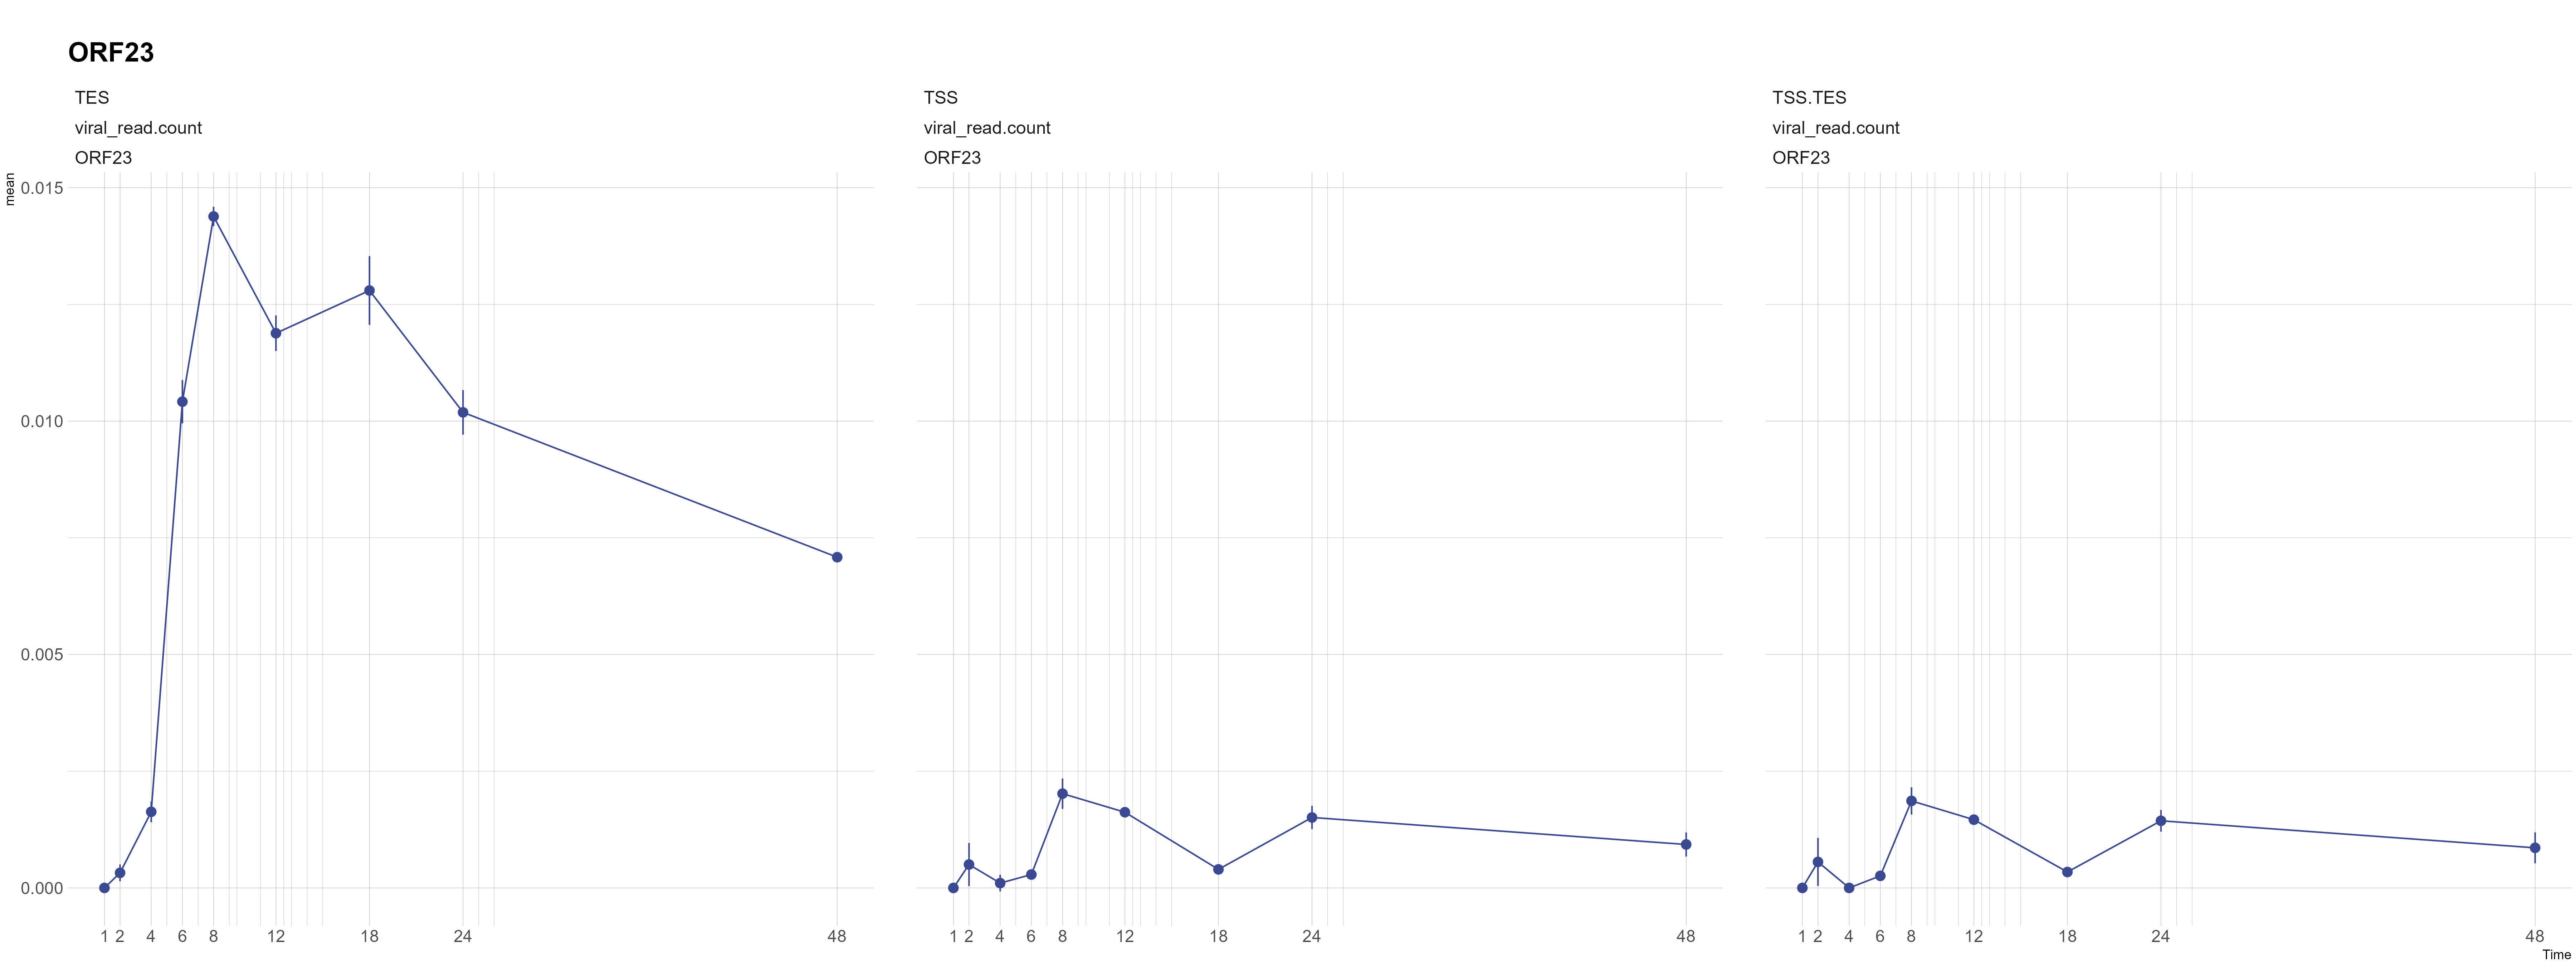 ORF23
TES
viral_read.count
ORF23
TSS
viral_read.count
ORF23
TSS.TES
viral_read.count
ORF23
mean
0.015
0.010
0.005
0.000
1 2 4 6 8 12 18 24 48
1 2 4 6 8 12 18 24 48
1 2 4 6 8 12 18 24 48
Time